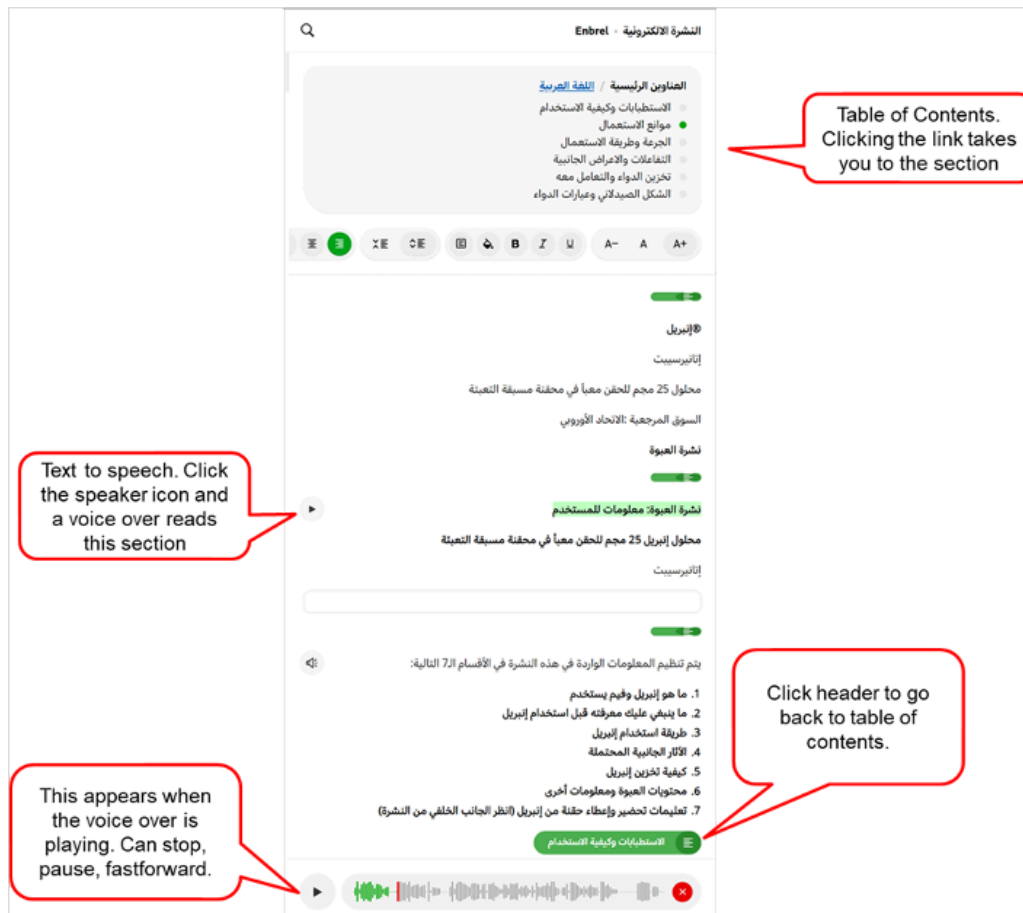 النشرة الالكترونية - Enbrel
العناوين الرئيسية / اللغة العربية
الاستطبابات وكيفية الاستخدام
موانع الاستعمال
الجرعة وطريقة الاستعمال
التفاعلات والاعراض الجانبية
تخزين الدواء والتعامل معه
الشكل الصيدلاني وعبارات الدواء
Table of Contents.
Clicking the link takes
you to the section
B I U A- A A+
®إنبريل
إتانيرسيبت
محلول 25 مجم للحقن معبأ في محقنة مسبقة التعبئة
السوق المرجعية :الاتحاد الأوروبي
نشرة العبوة
Text to speech. Click
the speaker icon and
a voice over reads
this section
نشرة العبوة: معلومات للمستخدم
محلول إنبريل 25 مجم للحقن معبأ في محقنة مسبقة التعبئة
إتانيرسيبت
يتم تنظيم المعلومات الواردة في هذه النشرة في الأقسام الـ7 التالية:
1. ما هو إنبريل وفيم يستخدم
2. ما ينبغي عليك معرفته قبل استخدام إنبريل
3. طريقة استخدام إنبريل
4. الآثار الجانبية المحتملة
5. كيفية تخزين إنبريل
6. محتويات العبوة ومعلومات أخرى
7. تعليمات تحضير وإعطاء حقنة من إنبريل (انظر الجانب الخلفي من النشرة)
Click header to go
back to table of
contents.
الاستطبابات وكيفية الاستخدام
This appears when
the voice over is
playing. Can stop,
pause, fastforward.